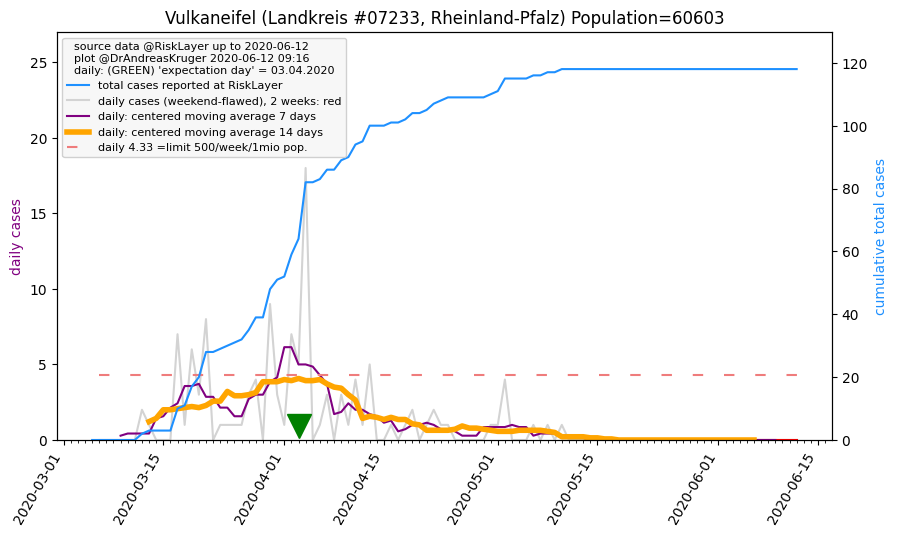 Vulkaneifel (Landkreis #07233, Rheinland-Pfalz) Population=60603
source data @RiskLayer up to 2020-06-12
plot @DrAndreasKruger 2020-06-12 09:16
daily: (GREEN) 'expectation day' = 03.04.2020
total cases reported at RiskLayer
daily cases (weekend-flawed), 2 weeks: red
daily: centered moving average 7 days
daily: centered moving average 14 days
daily 4.33 =limit 500/week/1mio pop.
daily cases
25
20
15
10
5
0
cumulative total cases
120
100
80
60
40
20
0
2020-03-01
2020-03-15
2020-04-01
2020-04-15
2020-05-01
2020-05-15
2020-06-01
2020-06-15